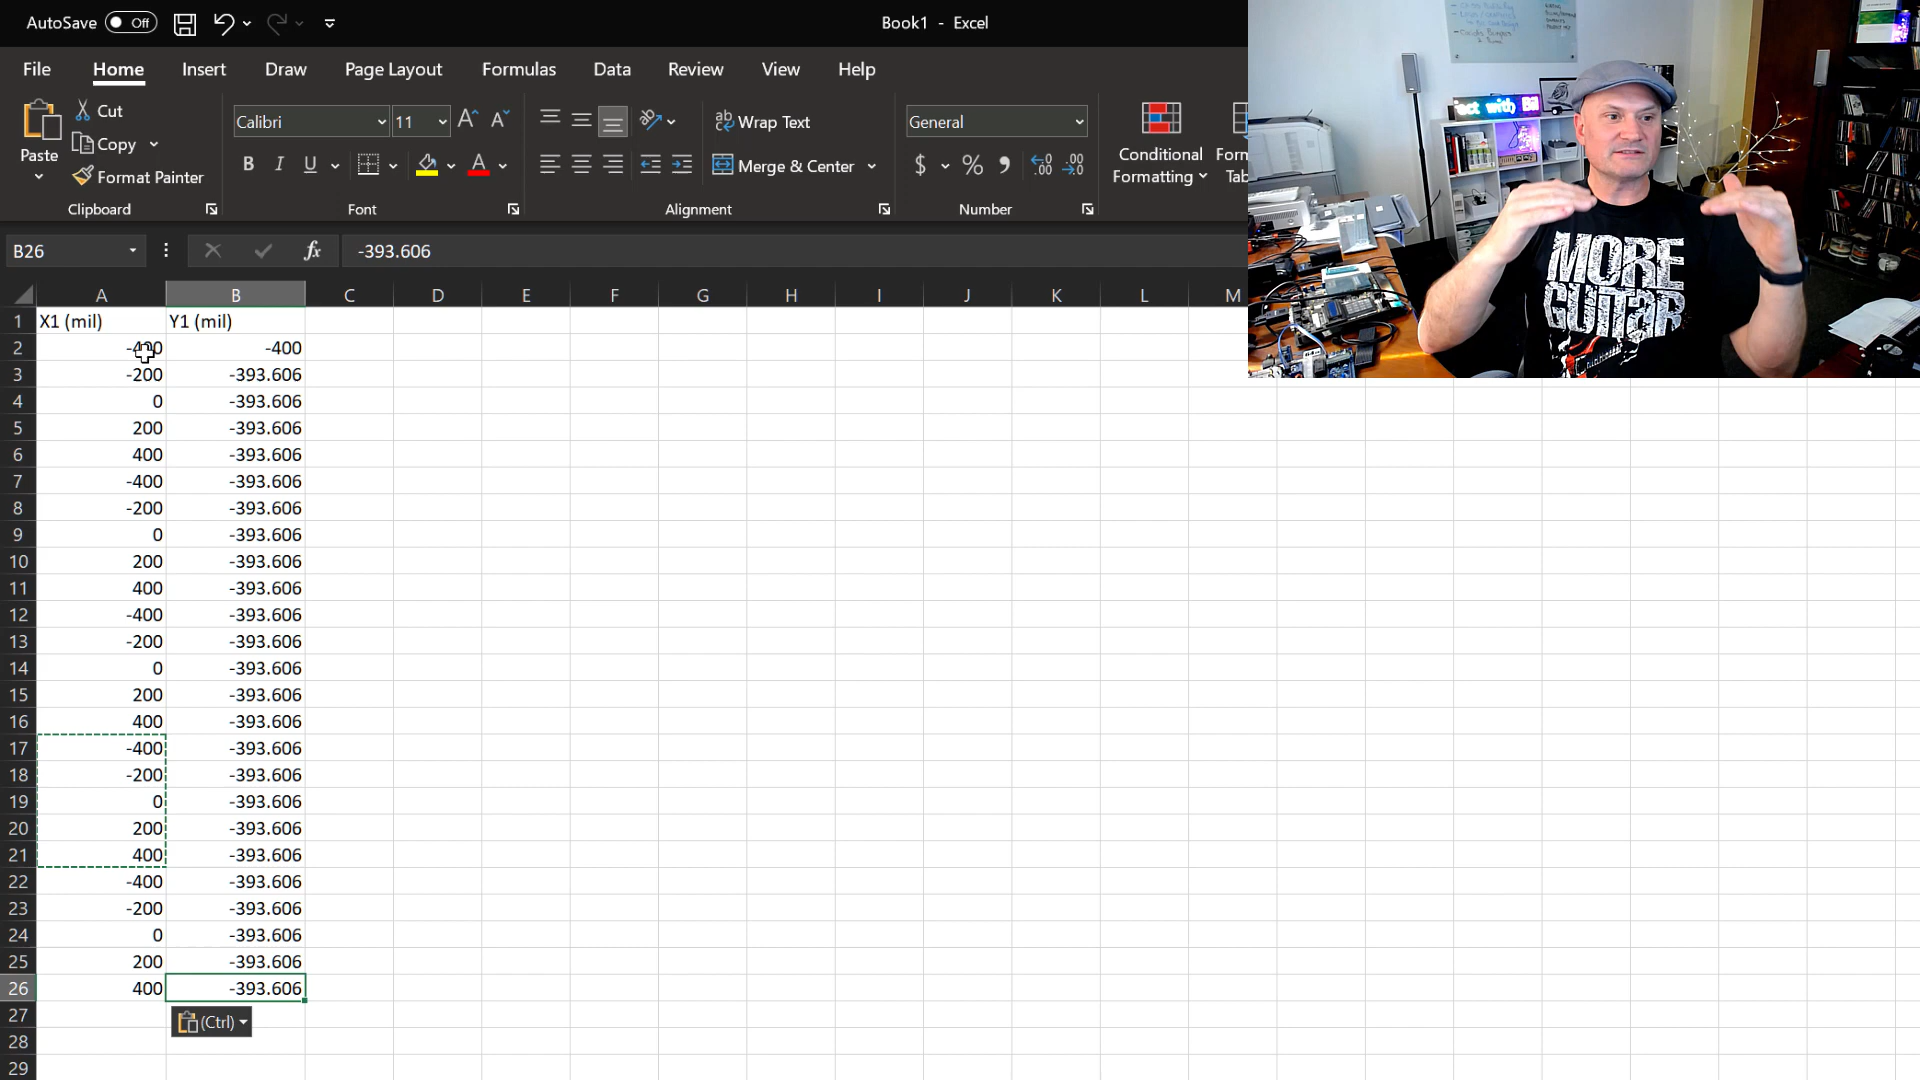 AutoSave Off Book1 - Excel
File Home Insert Draw Page Layout Formulas Data Review View Help
Paste
Cut
Copy
Format Painter
Clipboard
Calibri 11
B I U A
Font
Wrap Text
Merge & Center
Alignment
General
$ % 9
Number
Conditional
Formatting
B26 fx -393.606
A B C D E F G H I J K L M
1 X1 (mil) Y1 (mil)
2 -400 -400
3 -200 -393.606
4 0 -393.606
5 200 -393.606
6 400 -393.606
7 -400 -393.606
8 -200 -393.606
9 0 -393.606
10 200 -393.606
11 400 -393.606
12 -400 -393.606
13 -200 -393.606
14 0 -393.606
15 200 -393.606
16 400 -393.606
17 -400 -393.606
18 -200 -393.606
19 0 -393.606
20 200 -393.606
21 400 -393.606
22 -400 -393.606
23 -200 -393.606
24 0 -393.606
25 200 -393.606
26 400 -393.606
27
28
29
(Ctrl)
MORE
GUITAR